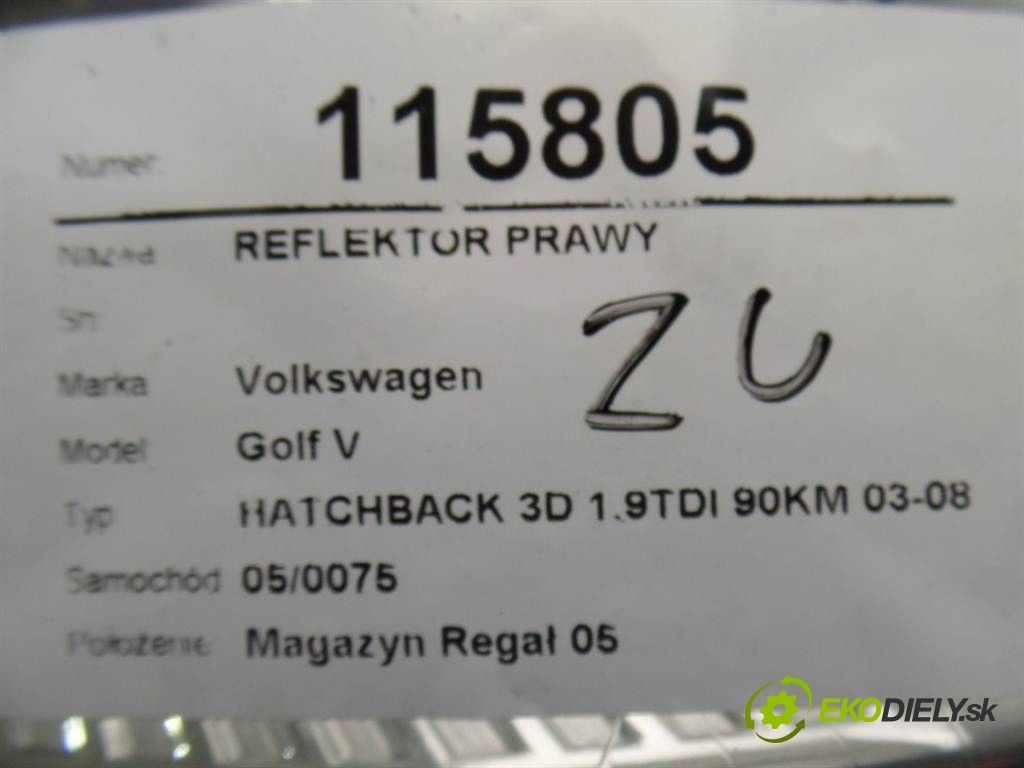 Numer: 115805
Nazwa REFLEKTOR PRAWY
Sn
ZU
Marka Volkswagen
Model Golf V
Typ HATCHBACK 3D 1.9TDI 90KM 03-08
Samochód 05/0075
Położenie Magazyn Regał 05
EKODIELY.sk